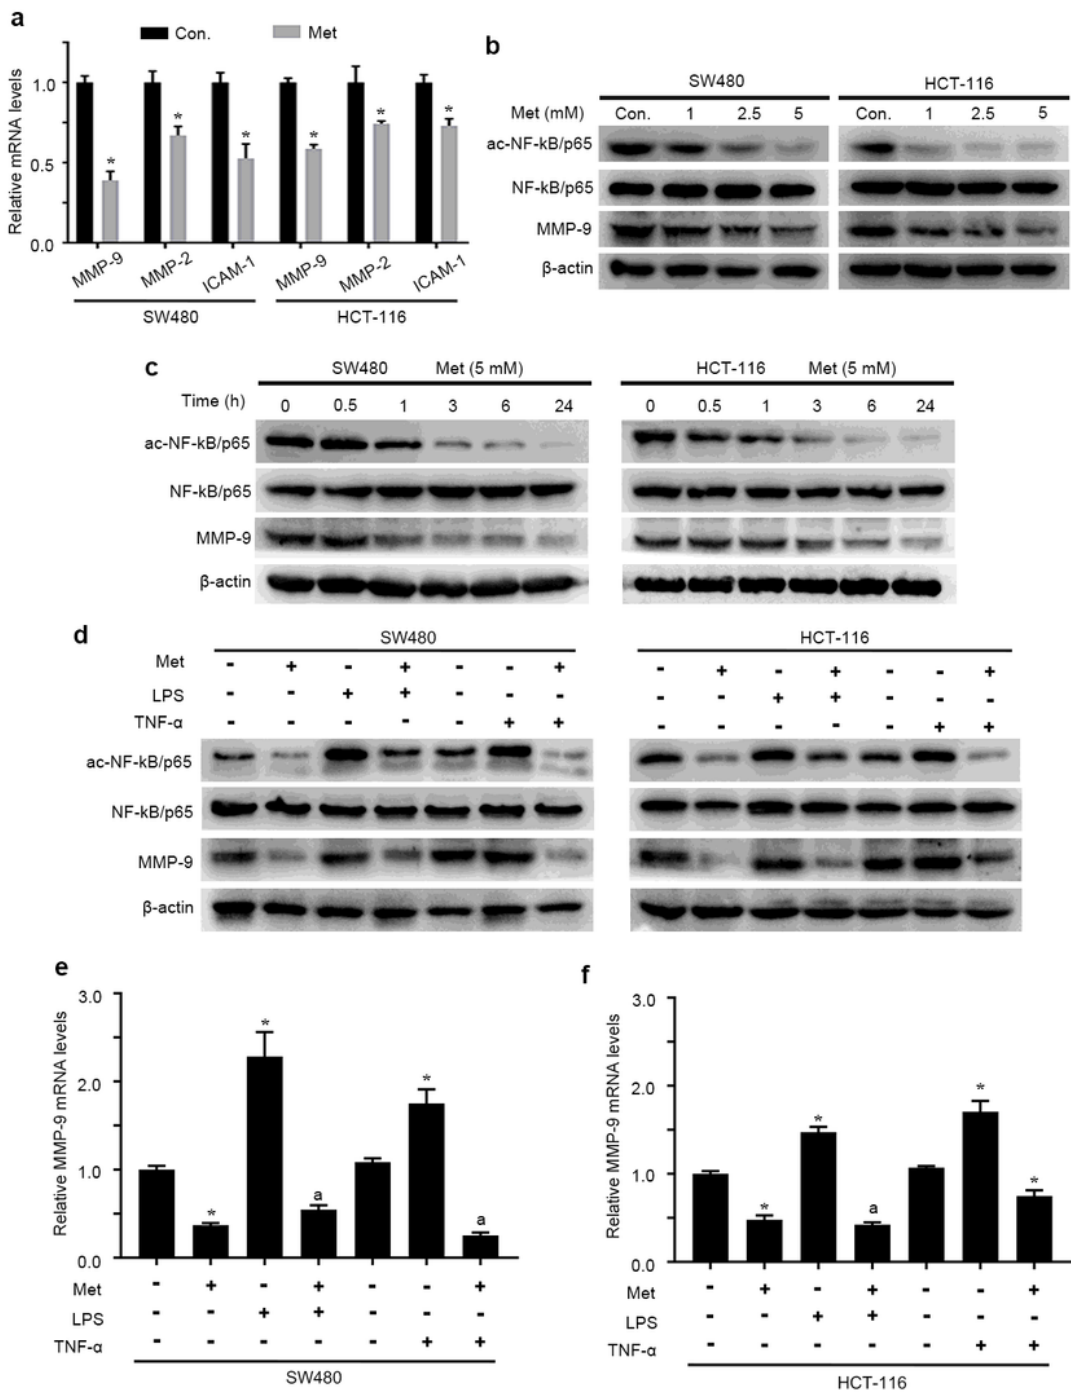 a
Con. Met
Relative mRNA levels
1.0
0.5
0.0
* * * * * *
MMP-9 MMP-2 ICAM-1 MMP-9 MMP-2 ICAM-1
SW480 HCT-116
b
SW480 HCT-116
Met (mM) Con. 1 2.5 5 Con. 1 2.5 5
ac-NF-kB/p65
NF-kB/p65
MMP-9
β-actin
c
SW480 Met (5 mM) HCT-116 Met (5 mM)
Time (h) 0 0.5 1 3 6 24 0 0.5 1 3 6 24
ac-NF-kB/p65
NF-kB/p65
MMP-9
β-actin
d
SW480 HCT-116
Met - + - + - - + - + - + - - +
LPS - - + + - - - - - + + - - -
TNF-α - - - - - + + - - - - - + +
ac-NF-kB/p65
NF-kB/p65
MMP-9
β-actin
e
Relative MMP-9 mRNA levels
3.0
2.0
1.0
0.0
* * a * a
Met - + - + - - +
LPS - - + + - - -
TNF-α - - - - - + +
SW480
f
Relative MMP-9 mRNA levels
3.0
2.0
1.0
0.0
* * a * *
Met - + - + - - +
LPS - - + + - - -
TNF-α - - - - - + +
HCT-116